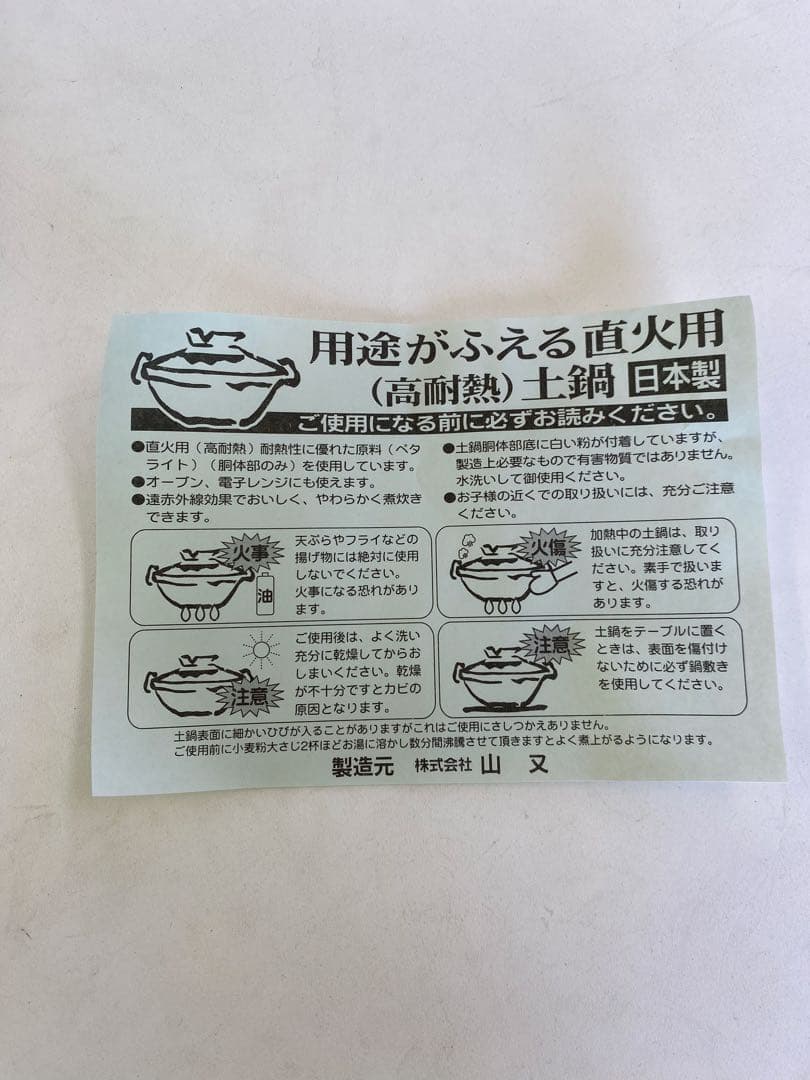 用途がふえる直火用
（高耐熱）土鍋 日本製
ご使用になる前に必ずお読みください。
●直火用（高耐熱）耐熱性に優れた原料（ペタ
ライト）（胴体部のみ）を使用しています。
●オーブン、電子レンジにも使えます。
●遠赤外線効果でおいしく、やわらかく煮炊き
できます。
●土鍋胴体部底に白い粉が付着していますが、
製造上必要なもので有害物質ではありません。
水洗いして御使用ください。
●お子様の近くでの取り扱いには、充分ご注意
ください。
火事
油
天ぷらやフライなどの
揚げ物には絶対に使用
しないでください。
火事になる恐れがあり
ます。
火傷
加熱中の土鍋は、取り
扱いに充分注意してく
ださい。素手で扱いま
すと、火傷する恐れが
あります。
注意
ご使用後は、よく洗い
充分に乾燥してからお
しまいください。乾燥
が不十分ですとカビの
原因となります。
注意
土鍋をテーブルに置く
ときは、表面を傷付け
ないために必ず鍋敷き
を使用してください。
土鍋表面に細かいひびが入ることがありますがこれはご使用にさしつかえありません。
ご使用前に小麦粉大さじ2杯ほどお湯に溶かし数分間沸騰させて頂きますとよく煮上がるようになります。
製造元 株式会社 山又